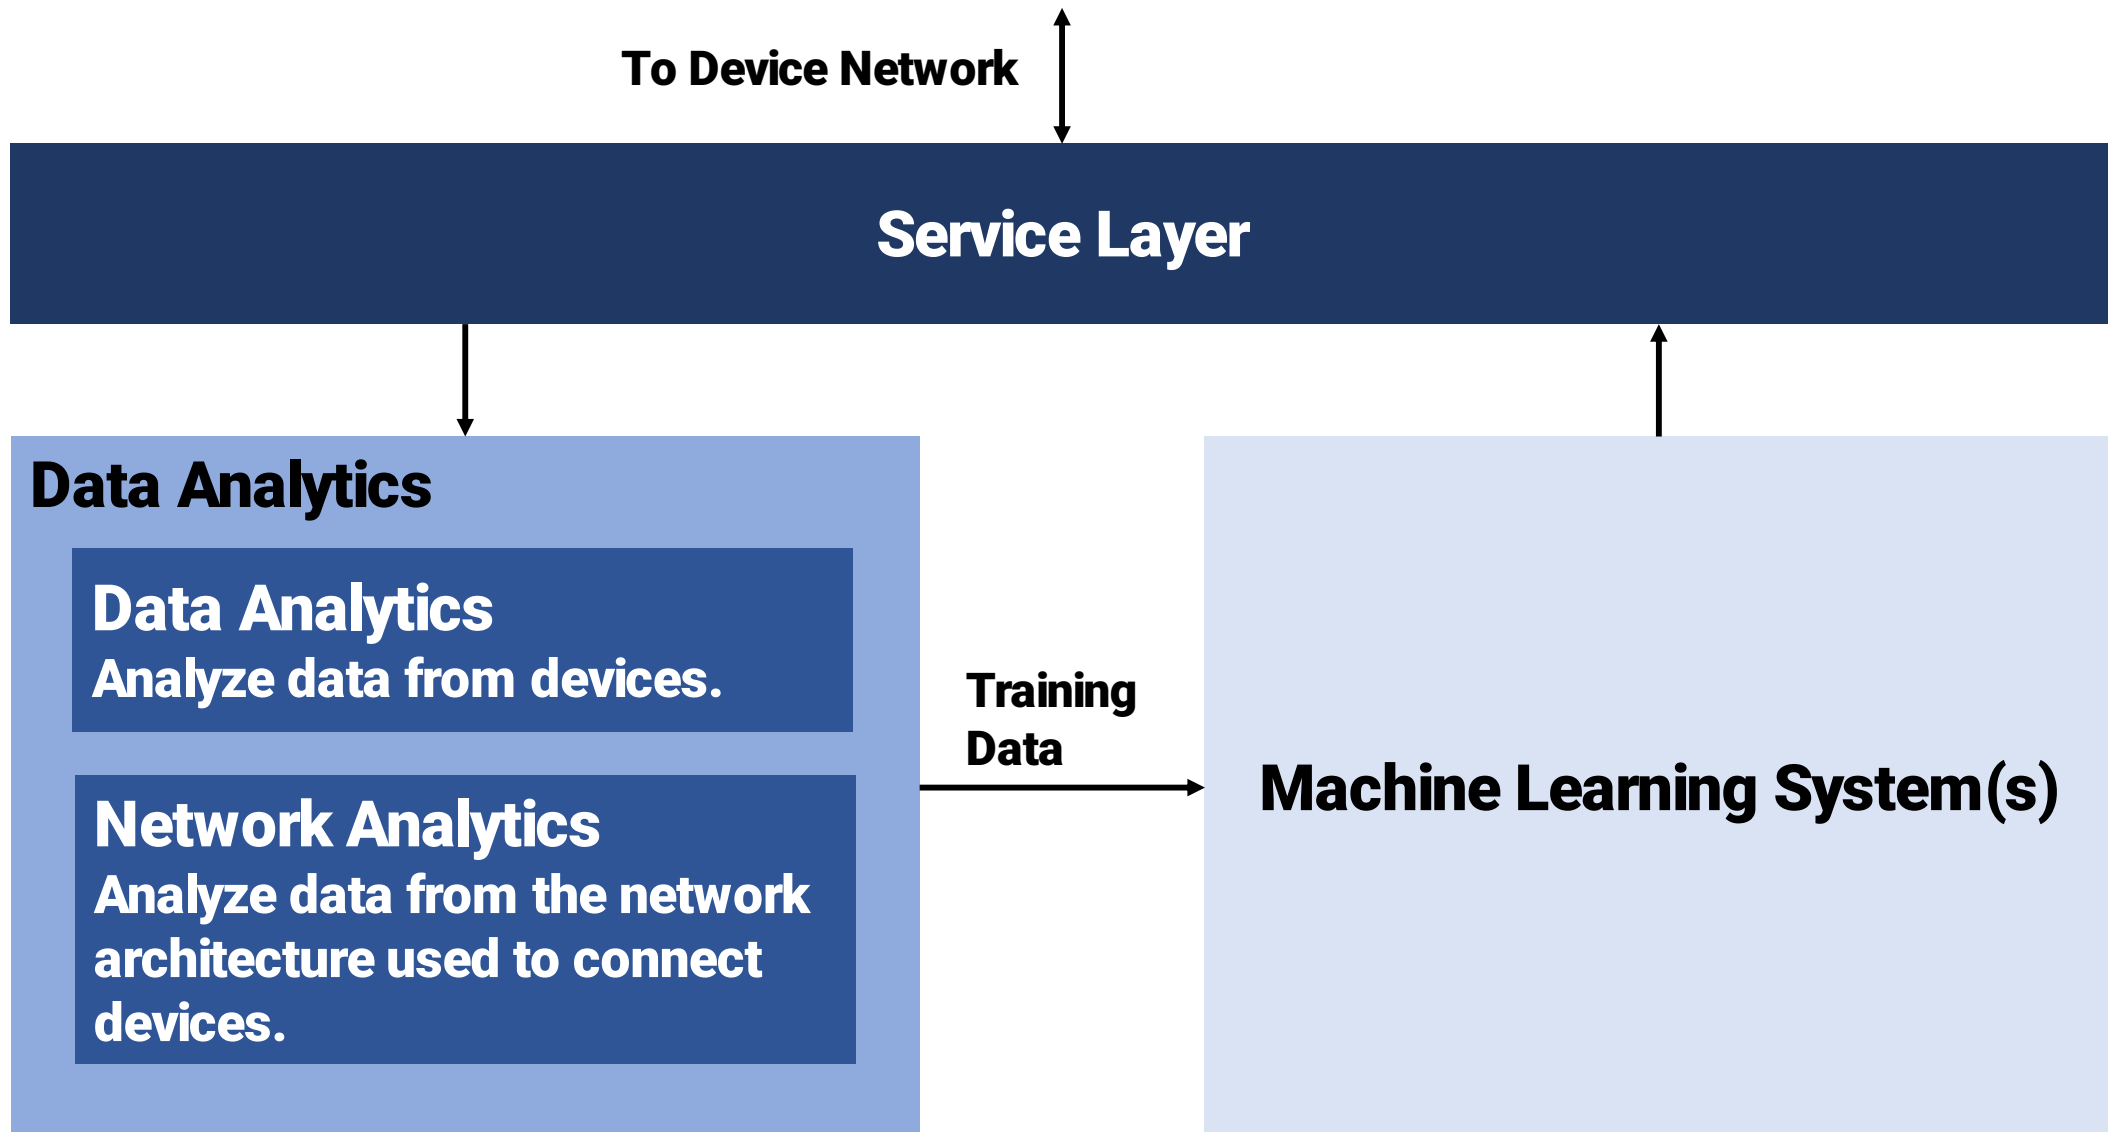 To Device Network
Service Layer
Data Analytics
Data Analytics
Analyze data from devices.
Network Analytics
Analyze data from the network
architecture used to connect
devices.
Training
Data
Machine Learning System(s)